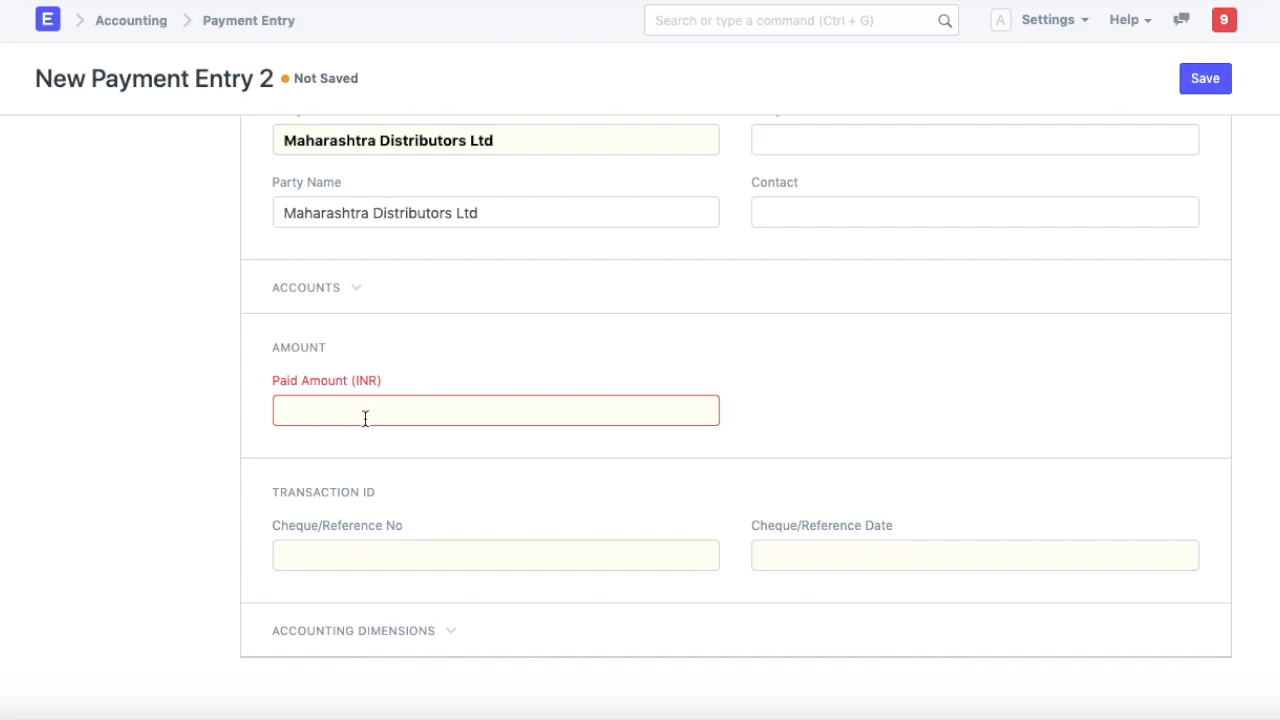 E Accounting Payment Entry Search or type a command (Ctrl + G) A Settings Help 9
New Payment Entry 2 Not Saved Save
Maharashtra Distributors Ltd
Party Name Contact
Maharashtra Distributors Ltd
ACCOUNTS
AMOUNT
Paid Amount (INR)
TRANSACTION ID
Cheque/Reference No Cheque/Reference Date
ACCOUNTING DIMENSIONS